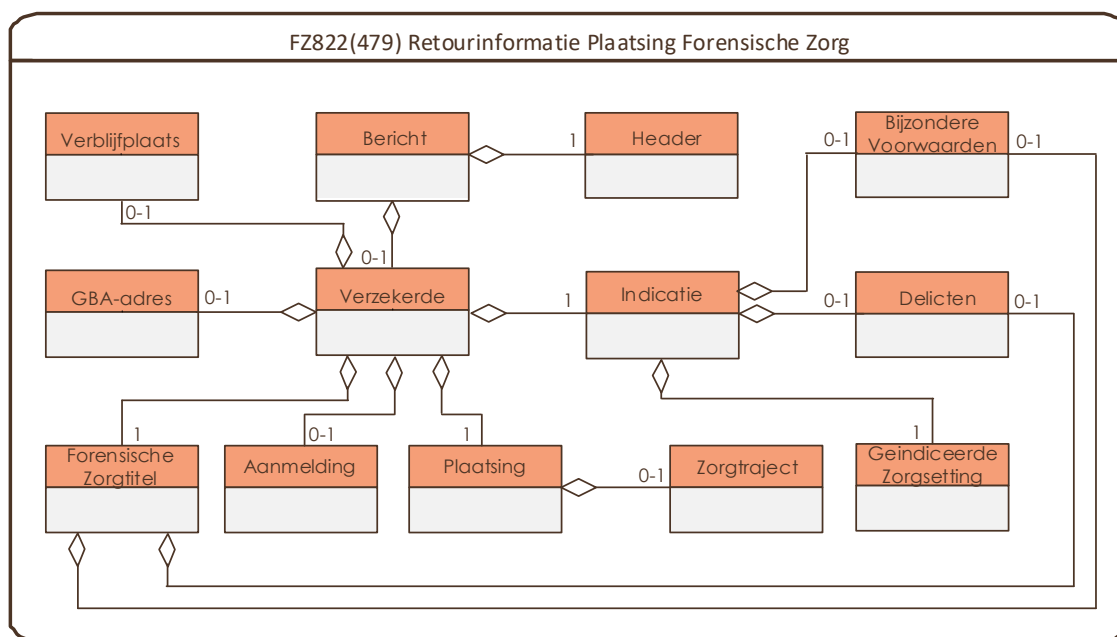 FZ822(479) Retourinformatie Plaatsing Forensische Zorg
Verblijfplaats
Bericht
1
Header
0-1
Bijzondere
Voorwaarden
0-1
0-1
0-1
GBA-adres
0-1
Verzekerde
1
Indicatie
0-1
Delicten
0-1
1
Forensische
Zorgtitel
0-1
Aanmelding
1
Plaatsing
0-1
Zorgtraject
1
Geindiceerde
Zorgsetting